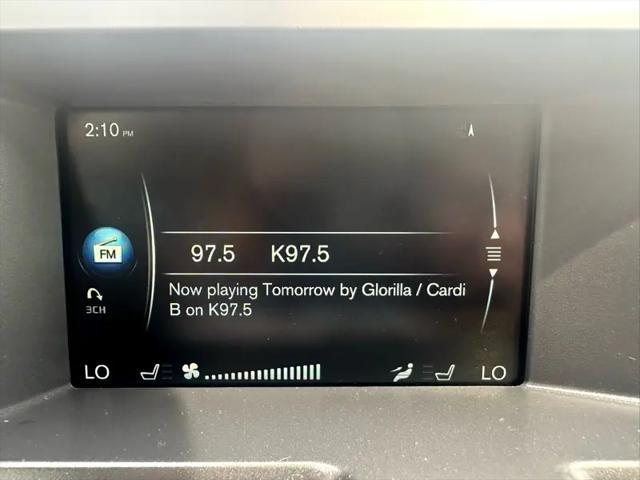 2:10 PM
97.5 K97.5
FM
Now playing Tomorrow by Glorilla / Cardi
B on K97.5
3CH
LO LO